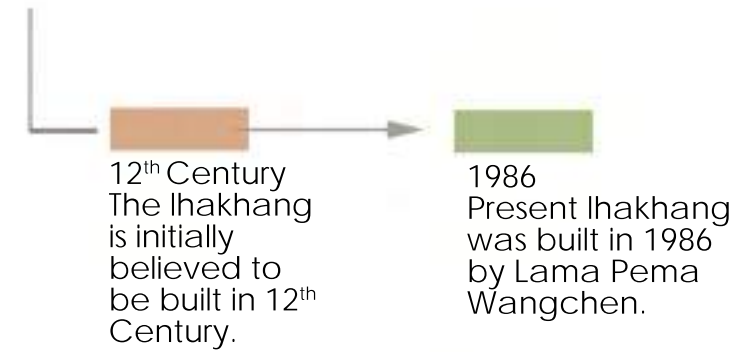 12th Century
The lhakhang
is initially
believed to
be built in 12th
Century.
1986
Present lhakhang
was built in 1986
by Lama Pema
Wangchen.